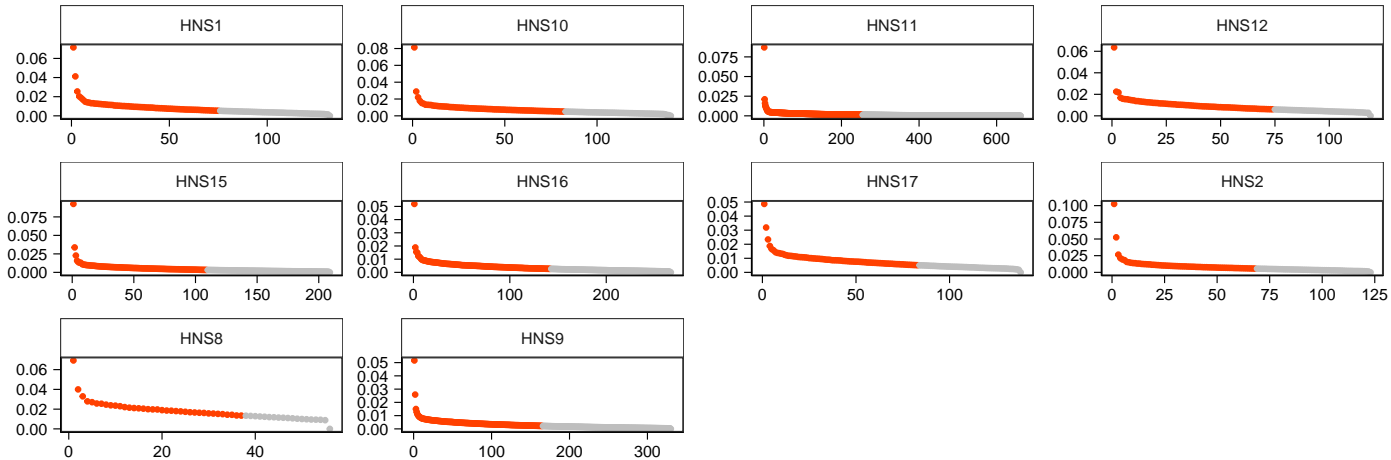 HNS1 HNS10 HNS11 HNS12
0.06 0.04 0.02 0.00 0.08 0.06 0.04 0.02 0.00 0.075 0.050 0.025 0.000 0.06 0.04 0.02 0.00
0 50 100 0 50 100 0 200 400 600 0 25 50 75 100
HNS15 HNS16 HNS17 HNS2
0.075 0.050 0.025 0.000 0.05 0.04 0.03 0.02 0.01 0.00 0.05 0.04 0.03 0.02 0.01 0.00 0.100 0.075 0.050 0.025 0.000
0 50 100 150 200 0 100 200 0 50 100 0 25 50 75 100 125
HNS8 HNS9
0.06 0.04 0.02 0.00 0.05 0.04 0.03 0.02 0.01 0.00
0 20 40 0 100 200 300